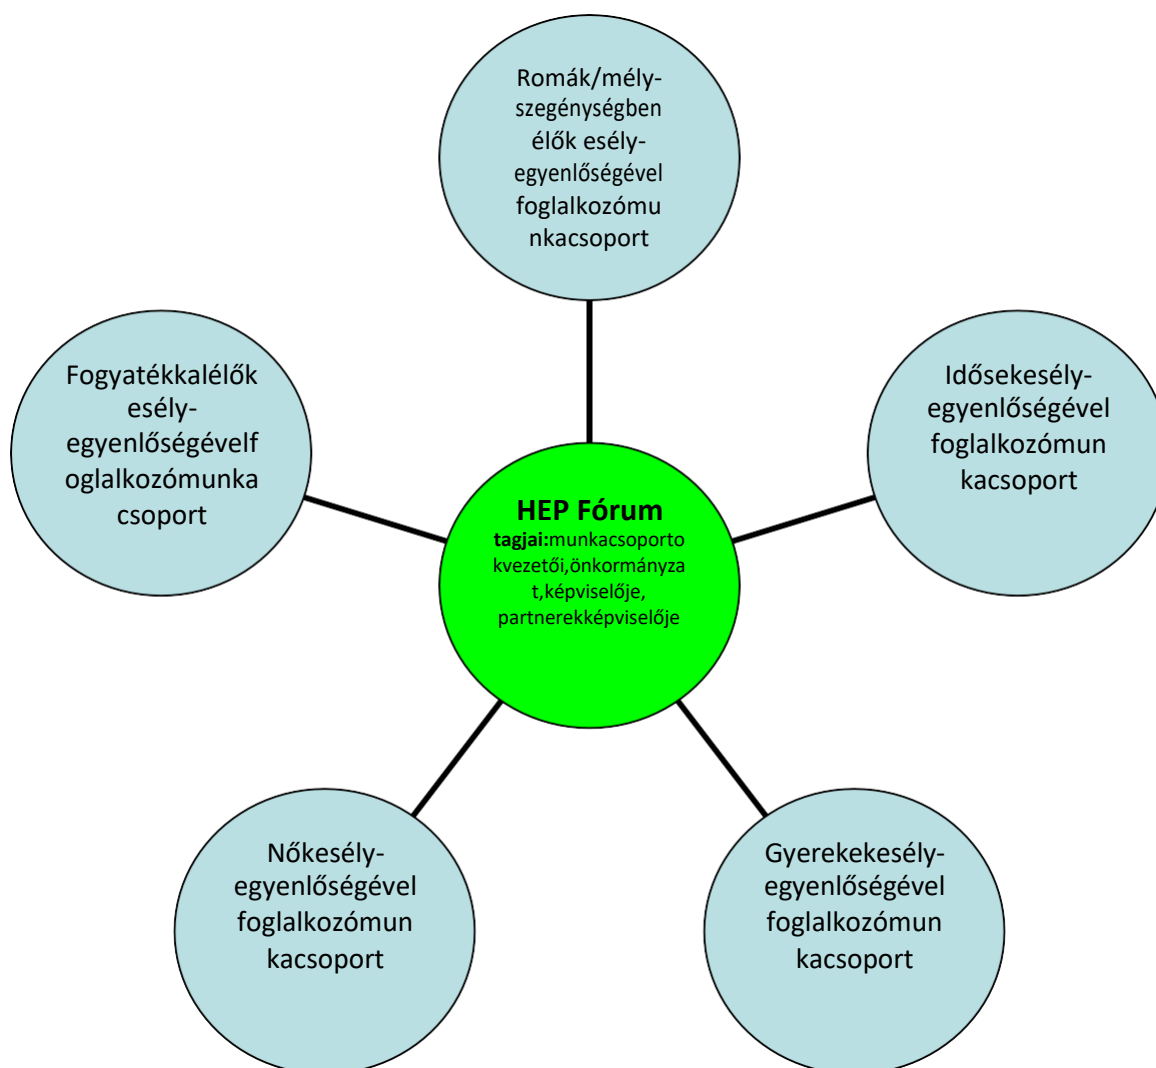 Romák/mély-
szegénységben
élők esély-
egyenlőségével
foglalkozómu
nkacsoport
Fogyatékkalélők
esély-
egyenlőségévelf
oglalkozómunka
csoport
Idősekesély-
egyenlőségével
foglalkozómun
kacsoport
HEP Fórum
tagjai:munkacsoporto
kvezetői,önkormányza
t,képviselője,
partnerekképviselője
Nőkesély-
egyenlőségével
foglalkozómun
kacsoport
Gyerekekesély-
egyenlőségével
foglalkozómun
kacsoport